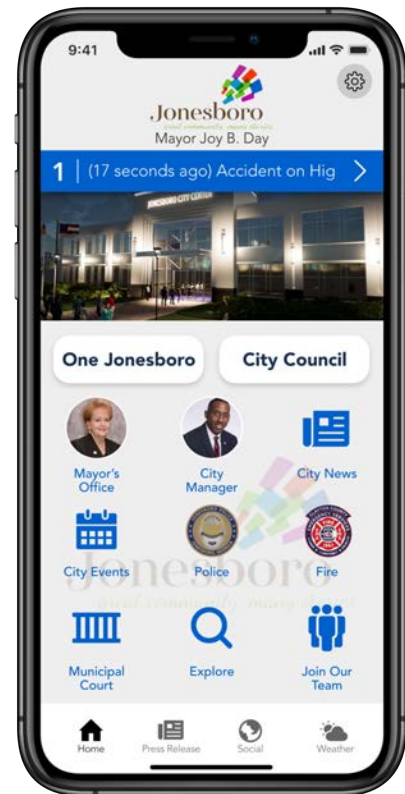 9:41
Jonesboro
Mayor Joy B. Day
1 | (17 seconds ago) Accident on Hig
JONESBORO CITY CENTER
One Jonesboro
City Council
Mayor's
Office
City
Manager
City News
City Events
Police
Fire
Jonesboro
Municipal
Court
Explore
Join Our
Team
Home
Press Release
Social
Weather